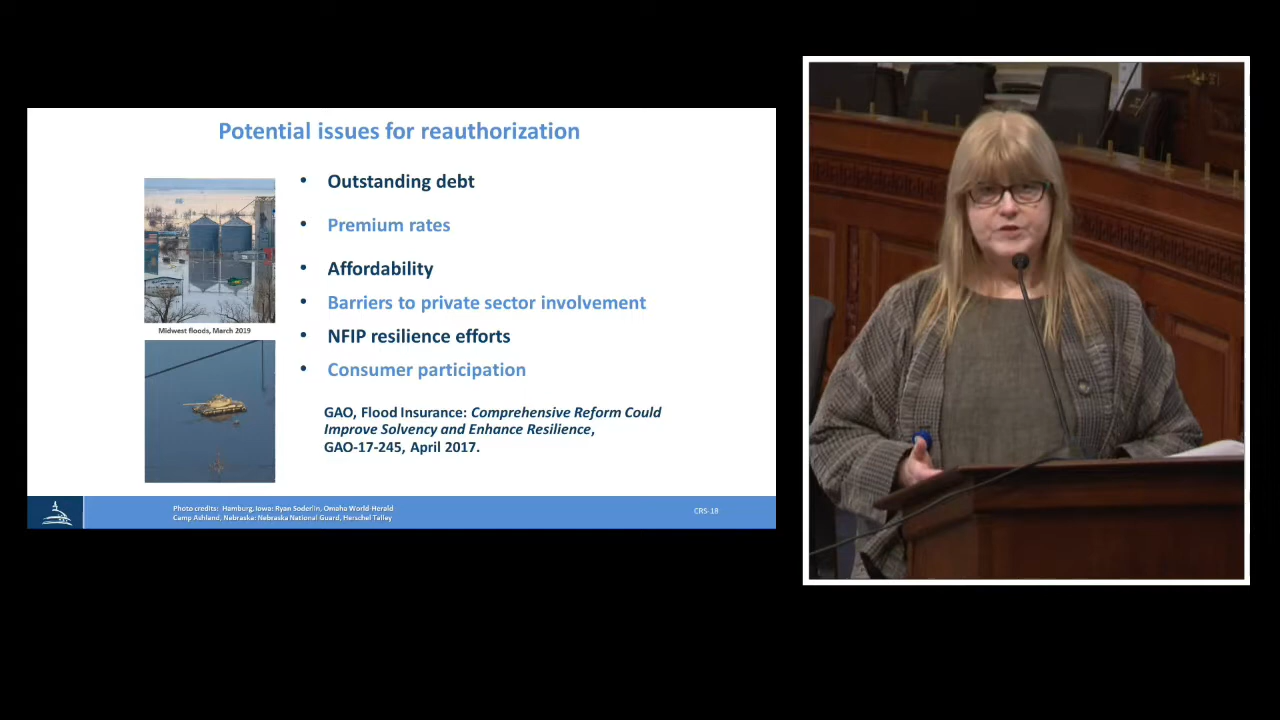 Potential issues for reauthorization
• Outstanding debt
• Premium rates
• Affordability
• Barriers to private sector involvement
• NFIP resilience efforts
• Consumer participation
Midwest floods, March 2019
GAO, Flood Insurance: Comprehensive Reform Could
Improve Solvency and Enhance Resilience,
GAO-17-245, April 2017.
Photo credits: Hamburg, Iowa: Ryan Soderlin, Omaha World Herald
Camp Ashland, Nebraska: Nebraska National Guard, Herschel Talley
CRS-18